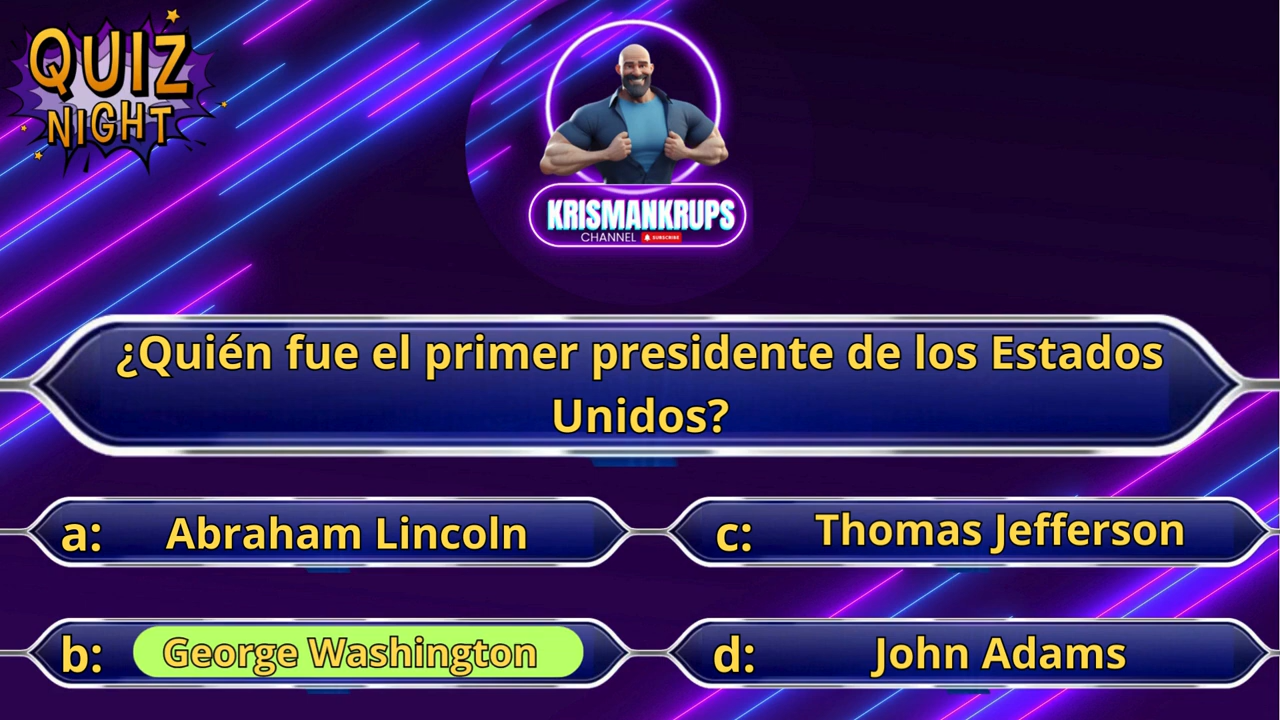 QUIZ
NIGHT
KRISMANKRUPS
CHANNEL SUBSCRIBE
¿Quién fue el primer presidente de los Estados
Unidos?
a: Abraham Lincoln
c: Thomas Jefferson
b: George Washington
d: John Adams